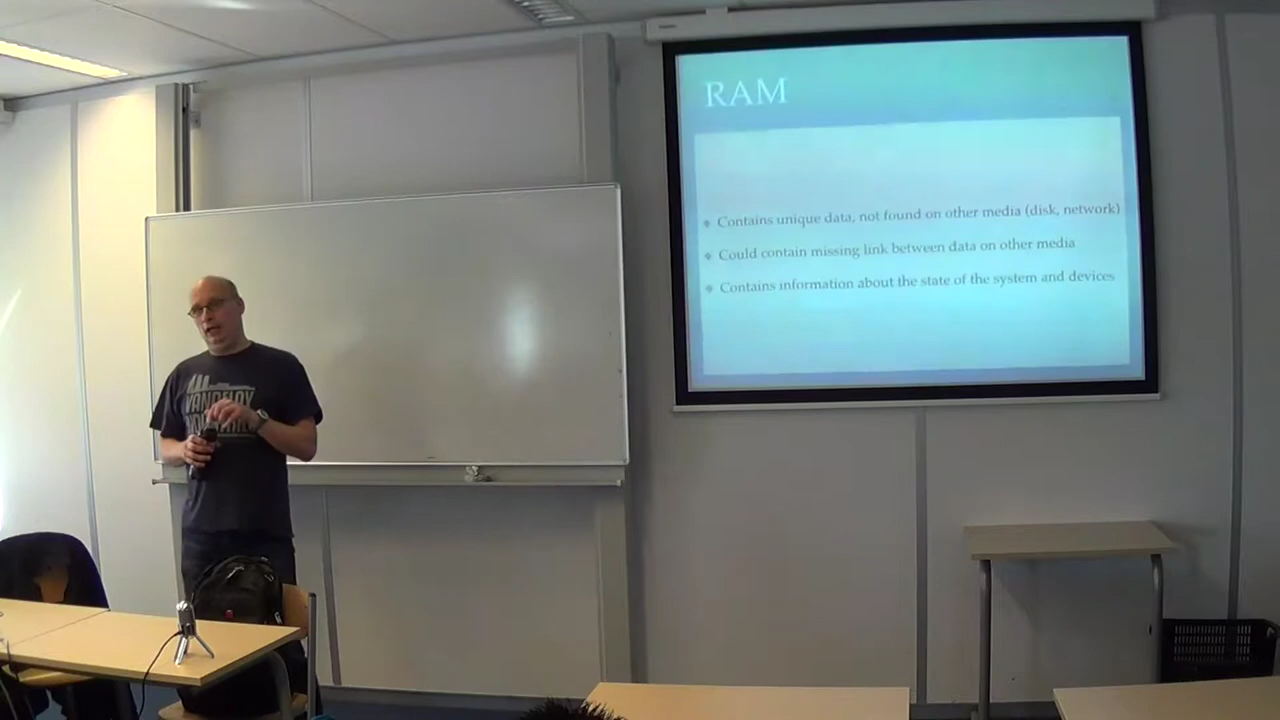 RAM
Contains unique data, not found on other media (disk, network)
Could contain missing link between data on other media
Contains information about the state of the system and devices